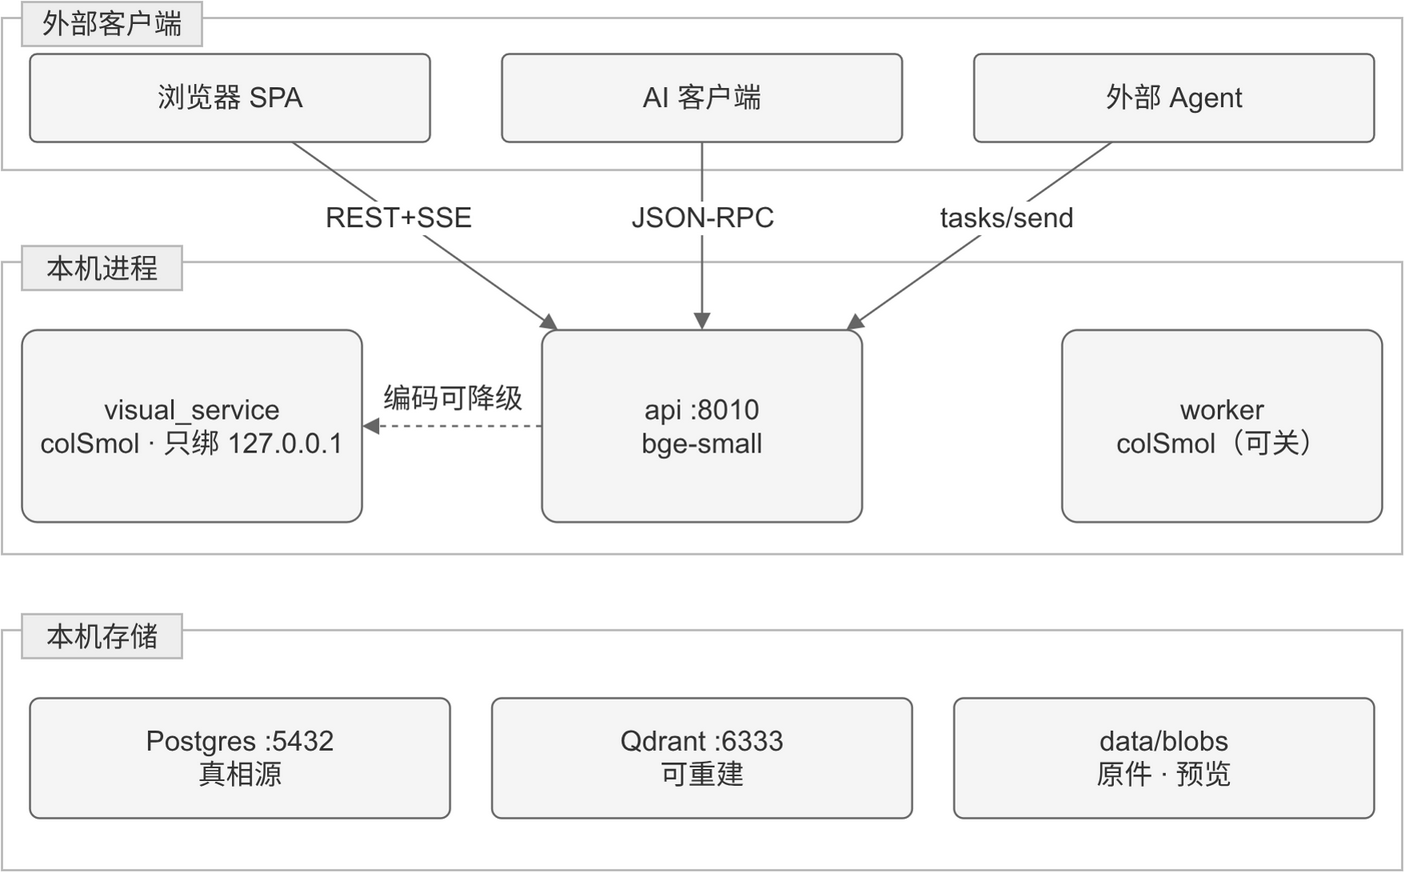 外部客户端
浏览器 SPA
AI 客户端
外部 Agent
REST+SSE
JSON-RPC
tasks/send
本机进程
visual_service
colSmol · 只绑 127.0.0.1
编码可降级
api :8010
bge-small
worker
colSmol（可关）
本机存储
Postgres :5432
真相源
Qdrant :6333
可重建
data/blobs
原件 · 预览